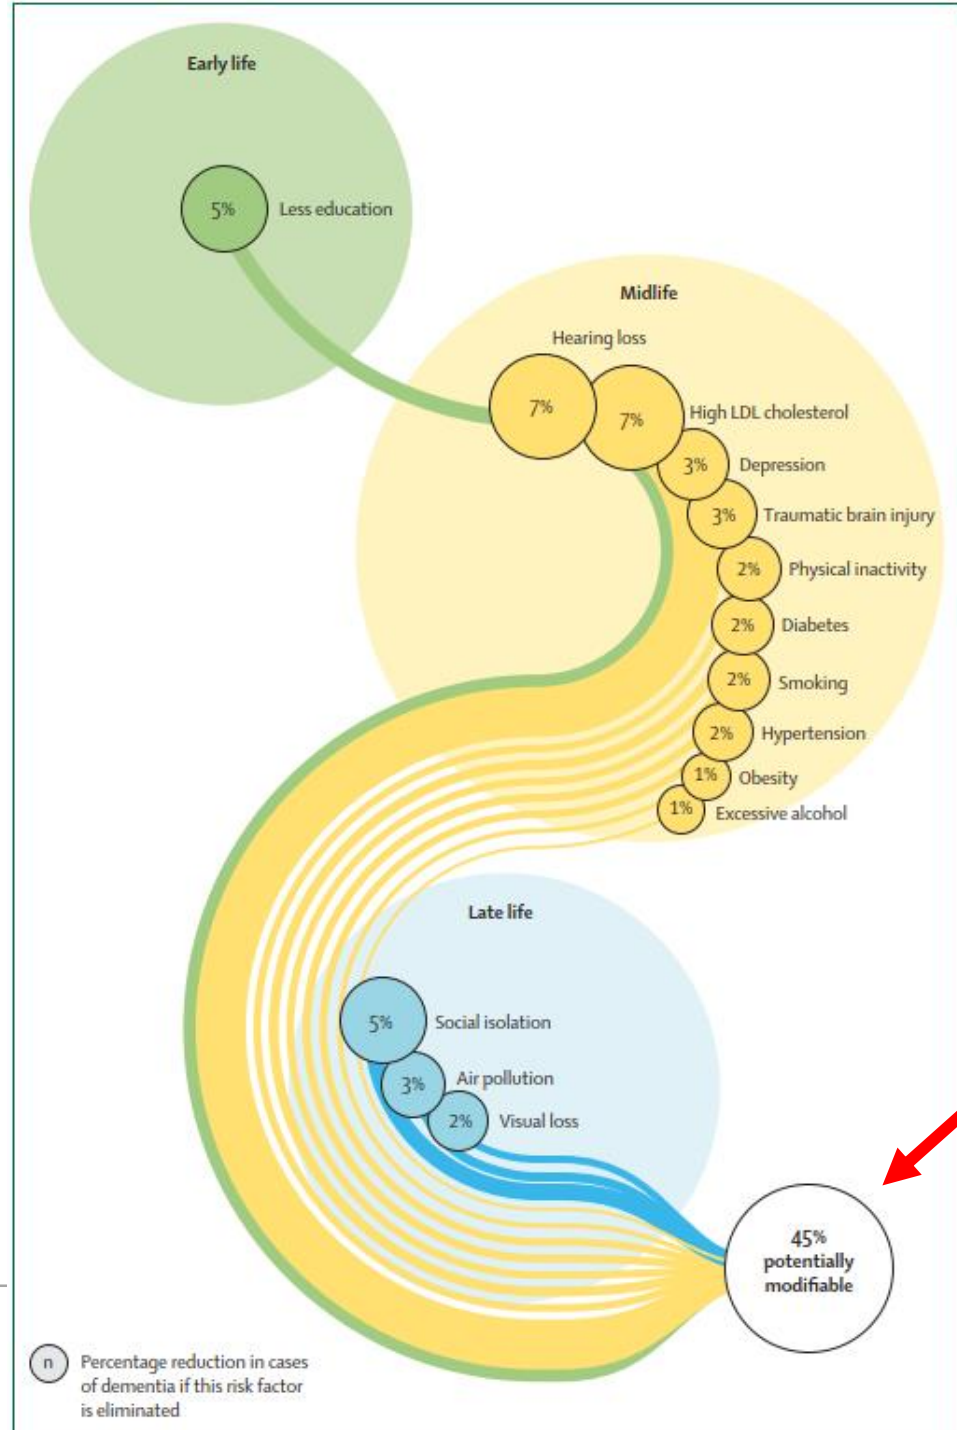 Early life
5%
Less education
Midlife
Hearing loss
7%
7%
High LDL cholesterol
3%
Depression
3%
Traumatic brain injury
2%
Physical inactivity
2%
Diabetes
2%
Smoking
2%
Hypertension
1%
Obesity
1%
Excessive alcohol
Late life
5%
Social isolation
3%
Air pollution
2%
Visual loss
45%
potentially
modifiable
n
Percentage reduction in cases
of dementia if this risk factor
is eliminated